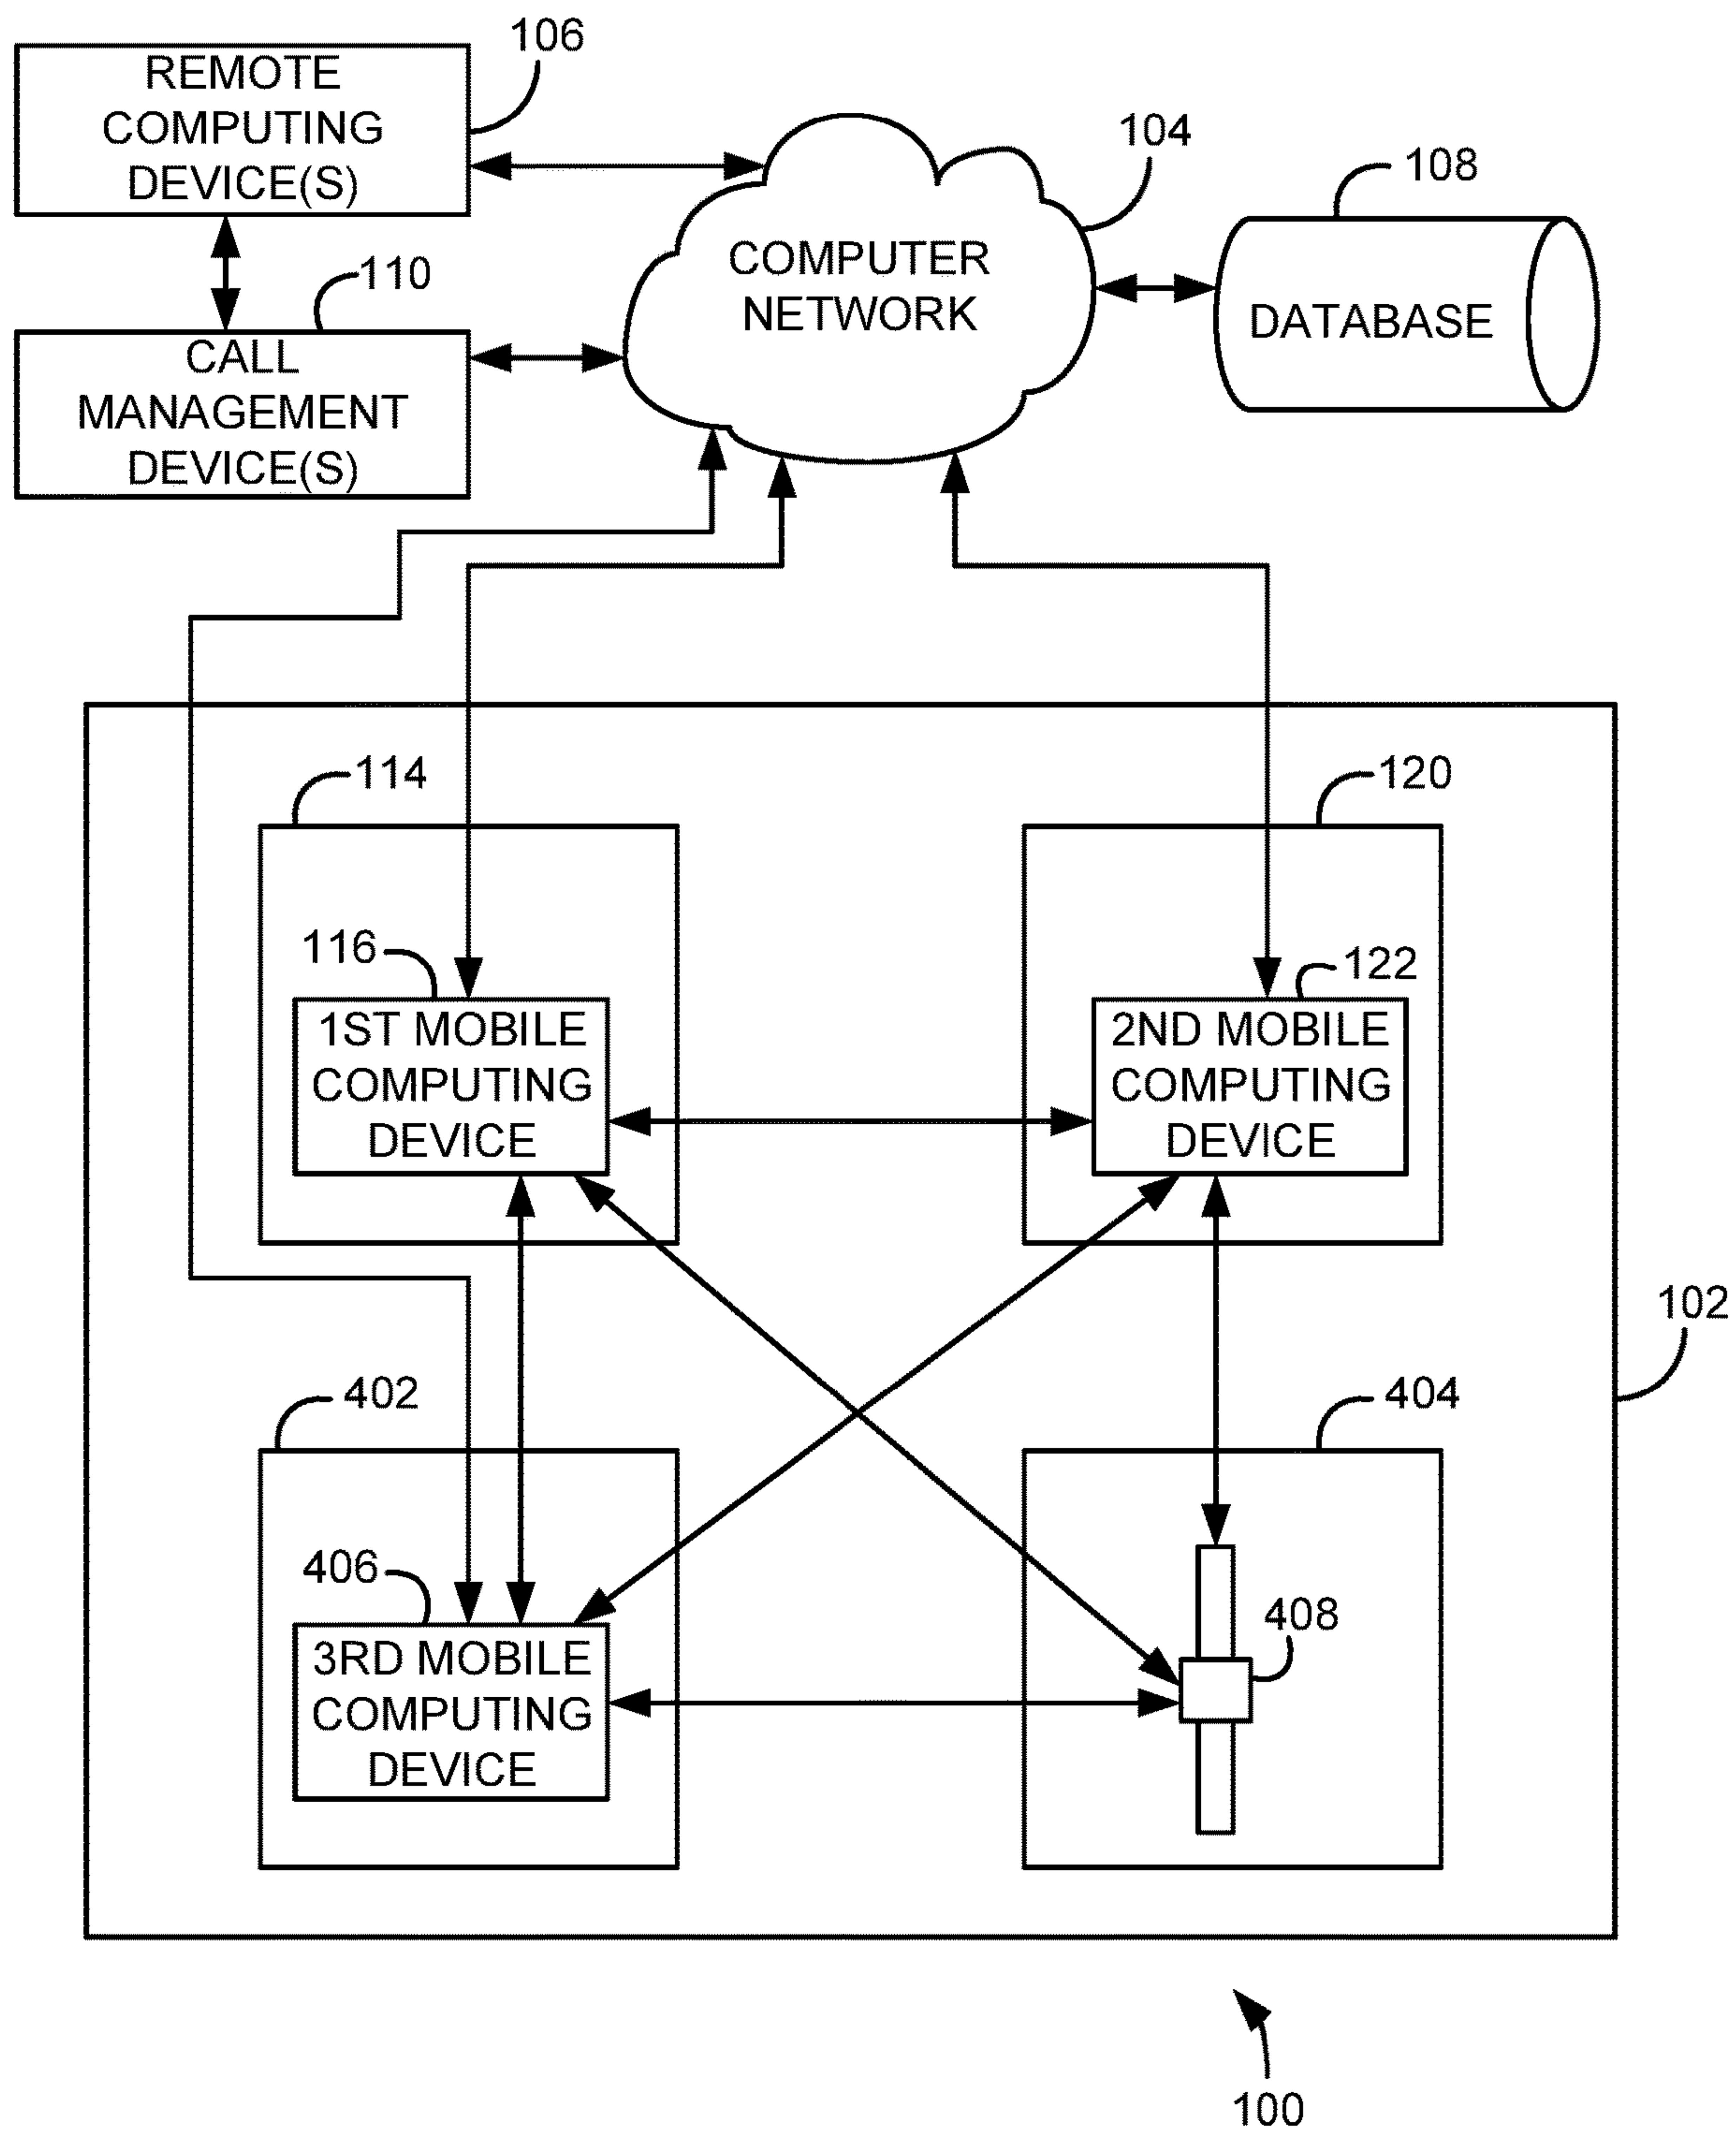 106
REMOTE
COMPUTING
DEVICE(S)
104
108
COMPUTER
NETWORK
DATABASE
110
CALL
MANAGEMENT
DEVICE(S)
114
120
116
1ST MOBILE
COMPUTING
DEVICE
122
2ND MOBILE
COMPUTING
DEVICE
102
402
404
406
3RD MOBILE
COMPUTING
DEVICE
408
100